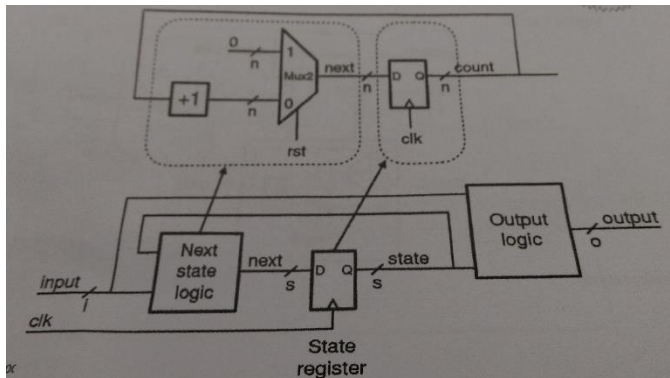 0
n
1
Mux2
0
+1
n
next
n
D Q
count
n
rst
clk
Next
state
logic
next
s
D Q
state
s
Output
logic
output
o
input
i
clk
State
register